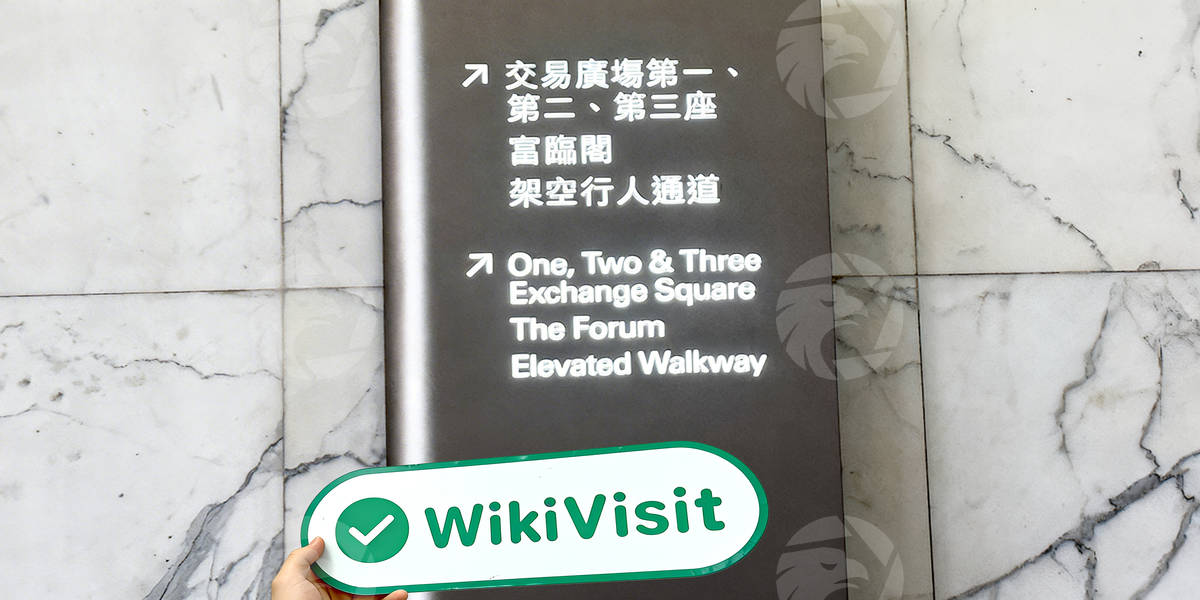 ↗ 交易廣場第一、
第二、第三座
富臨閣
架空行人通道
↗ One, Two & Three
Exchange Square
The Forum
Elevated Walkway
WikiVisit